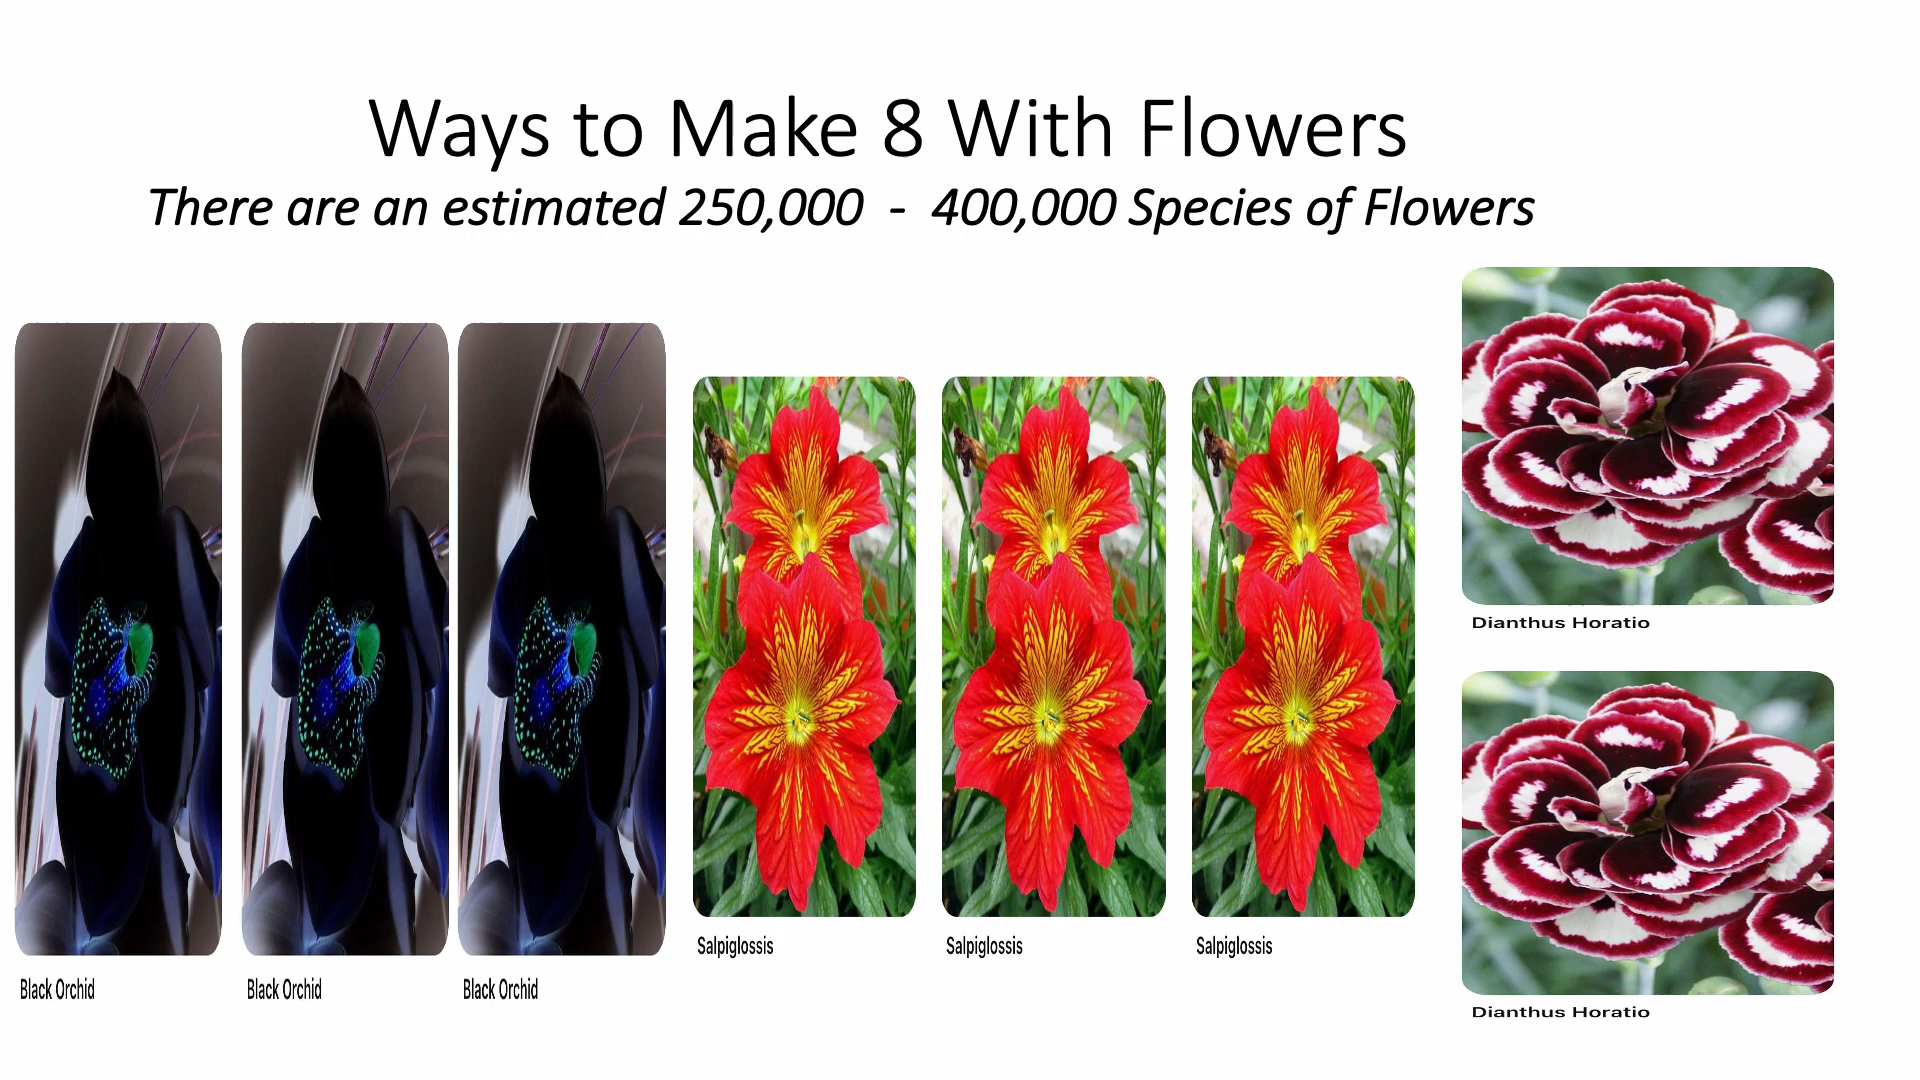 Ways to Make 8 With Flowers
There are an estimated 250,000  -  400,000 Species of Flowers
Black Orchid
Black Orchid
Black Orchid
Salpiglossis
Salpiglossis
Salpiglossis
Dianthus Horatio
Dianthus Horatio